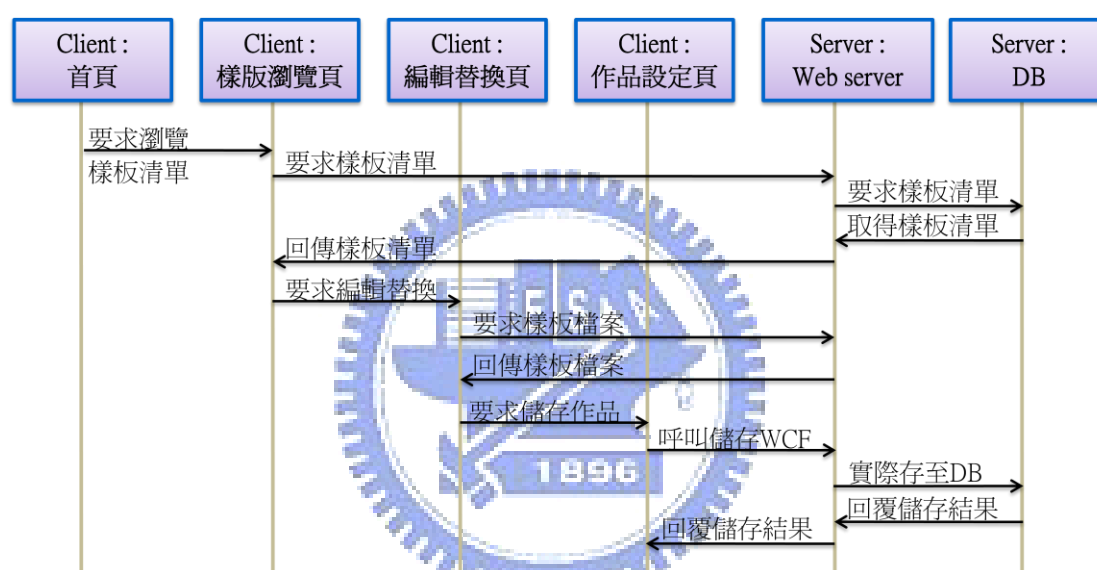 Client :
首頁
Client :
樣版瀏覽頁
Client :
編輯替換頁
Client :
作品設定頁
Server :
Web server
Server :
DB
要求瀏覽
樣板清單
要求樣板清單
要求樣板清單
取得樣板清單
回傳樣板清單
要求編輯替換
要求樣板檔案
回傳樣板檔案
要求儲存作品
呼叫儲存WCF
實際存至DB
回覆儲存結果
回覆儲存結果
ESA
1896